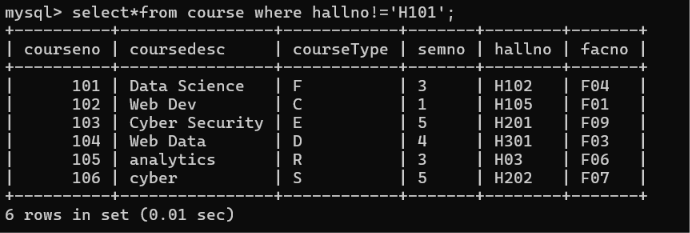 mysql> select*from course where hallno!='H101';
+----------+----------------+------------+-------+--------+-------+
| courseno | coursedesc     | courseType | semno | hallno | facno |
+----------+----------------+------------+-------+--------+-------+
|      101 | Data Science   | F          | 3     | H102   | F04   |
|      102 | Web Dev        | C          | 1     | H105   | F01   |
|      103 | Cyber Security | E          | 5     | H201   | F09   |
|      104 | Web Data       | D          | 4     | H301   | F03   |
|      105 | analytics      | R          | 3     | H03    | F06   |
|      106 | cyber          | S          | 5     | H202   | F07   |
+----------+----------------+------------+-------+--------+-------+
6 rows in set (0.01 sec)